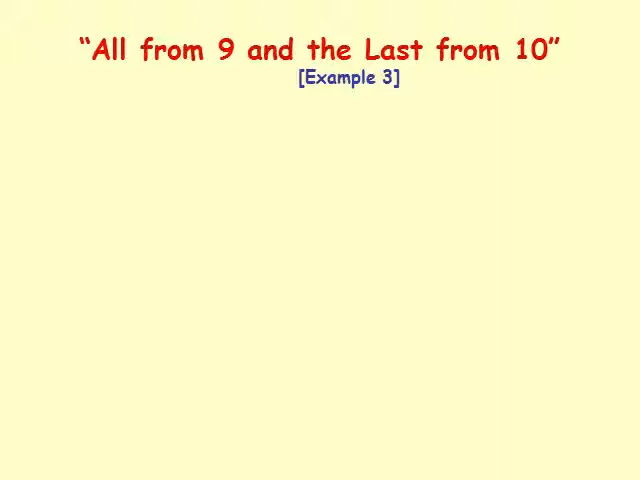 “All from 9 and the Last from 10”
[Example 3]